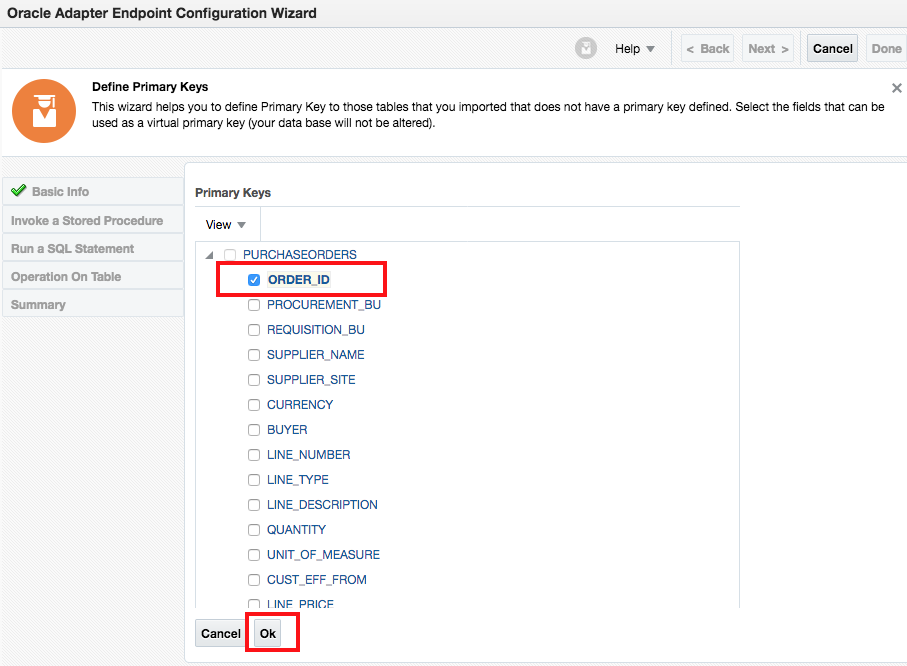 Oracle Adapter Endpoint Configuration Wizard
Help
< Back
Next >
Cancel
Done
Define Primary Keys
This wizard helps you to define Primary Key to those tables that you imported that does not have a primary key defined. Select the fields that can be
used as a virtual primary key (your data base will not be altered).
Basic Info
Invoke a Stored Procedure
Run a SQL Statement
Operation On Table
Summary
Primary Keys
View
PURCHASEORDERS
ORDER_ID
PROCUREMENT_BU
REQUISITION_BU
SUPPLIER_NAME
SUPPLIER_SITE
CURRENCY
BUYER
LINE_NUMBER
LINE_TYPE
LINE_DESCRIPTION
QUANTITY
UNIT_OF_MEASURE
CUST_EFF_FROM
LINE_PRICE
Cancel
Ok